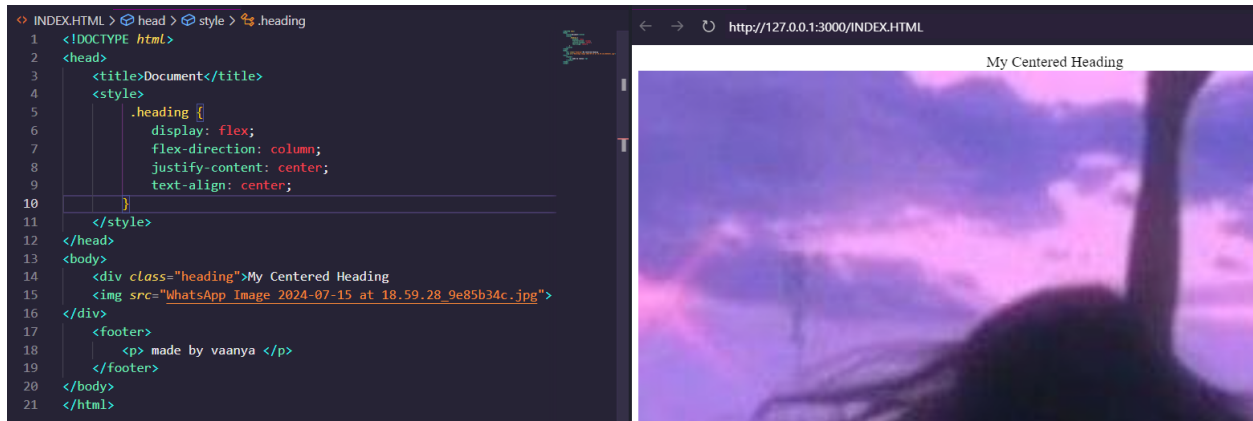 INDEX.HTML > head > style > .heading
1 <!DOCTYPE html>
2 <head>
3 <title>Document</title>
4 <style>
5 .heading {
6 display: flex;
7 flex-direction: column;
8 justify-content: center;
9 text-align: center;
10 }
11 </style>
12 </head>
13 <body>
14 <div class="heading">My Centered Heading
15 <img src="WhatsApp Image 2024-07-15 at 18.59.28_9e85b34c.jpg">
16 </div>
17 <footer>
18 <p> made by vaanya </p>
19 </footer>
20 </body>
21 </html>
http://127.0.0.1:3000/INDEX.HTML
My Centered Heading